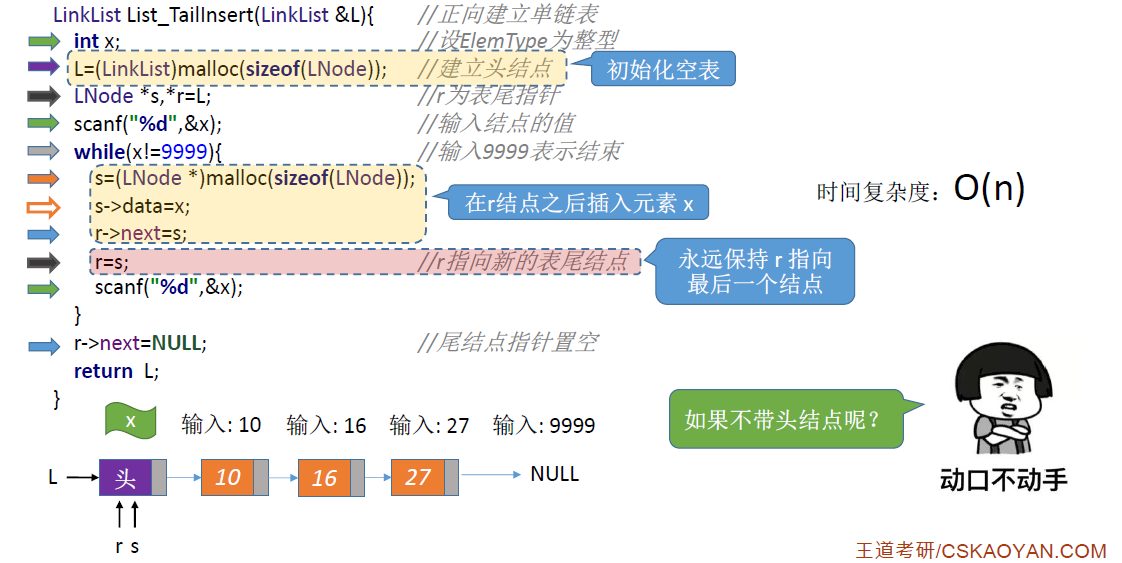 LinkList List_TailInsert(LinkList &L){ //正向建立单链表
int x; //设ElemType为整型
L=(LinkList)malloc(sizeof(LNode)); //建立头结点
初始化空表
LNode *s,*r=L; //r为表尾指针
scanf("%d",&x); //输入结点的值
while(x!=9999){ //输入9999表示结束
s=(LNode *)malloc(sizeof(LNode));
s->data=x;
r->next=s;
在r结点之后插入元素 x
时间复杂度：O(n)
r=s; //r指向新的表尾结点
永远保持 r 指向
最后一个结点
scanf("%d",&x);
}
r->next=NULL; //尾结点指针置空
return L;
}
x 输入: 10 输入: 16 输入: 27 输入: 9999
如果不带头结点呢？
L 头 10 16 27 NULL
动口不动手
r s
王道考研/CSKAOYAN.COM